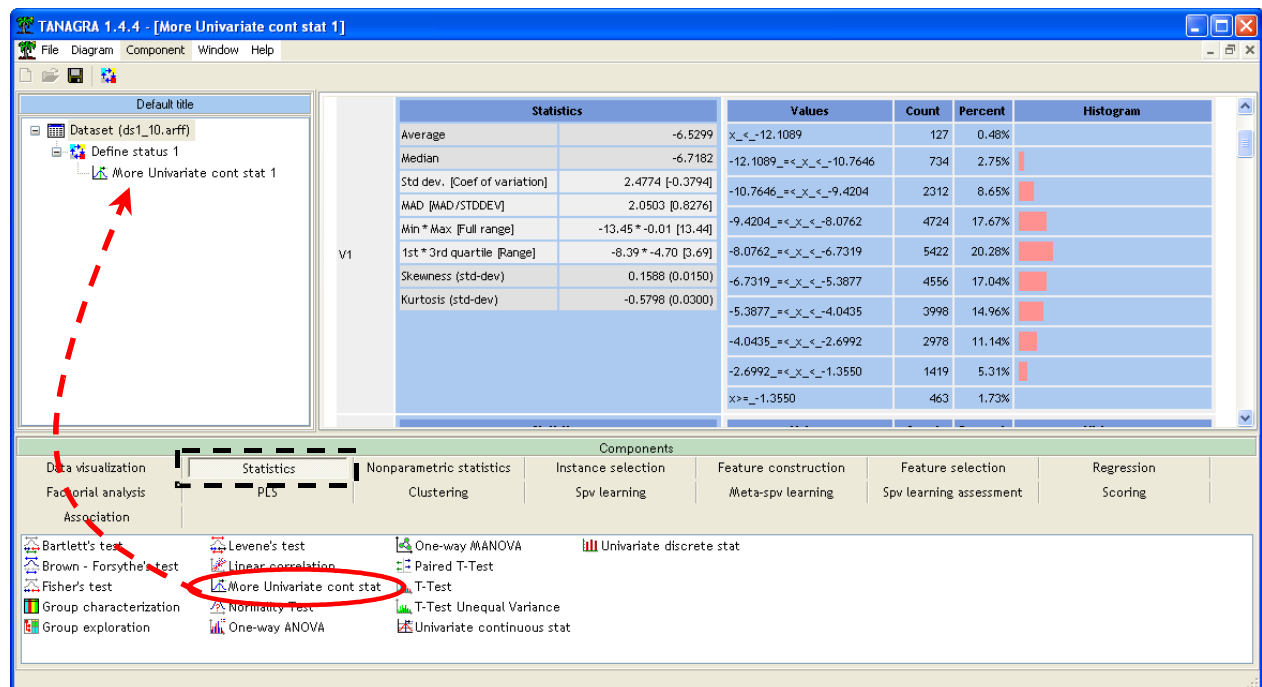 TANAGRA 1.4.4 - [More Univariate cont stat 1]
File Diagram Component Window Help
Default title
Dataset (ds1_10.arff)
Define status 1
More Univariate cont stat 1
V1
Statistics
Average -6.5299
Median -6.7182
Std dev. [Coef of variation] 2.4774 [-0.3794]
MAD [MAD/STDDEV] 2.0503 [0.8276]
Min * Max [Full range] -13.45 * -0.01 [13.44]
1st * 3rd quartile [Range] -8.39 * -4.70 [3.69]
Skewness (std-dev) 0.1588 (0.0150)
Kurtosis (std-dev) -0.5798 (0.0300)
Values Count Percent Histogram
x_<_-12.1089 127 0.48%
-12.1089_=<_x_<_-10.7646 734 2.75%
-10.7646_=<_x_<_-9.4204 2312 8.65%
-9.4204_=<_x_<_-8.0762 4724 17.67%
-8.0762_=<_x_<_-6.7319 5422 20.28%
-6.7319_=<_x_<_-5.3877 4556 17.04%
-5.3877_=<_x_<_-4.0435 3998 14.96%
-4.0435_=<_x_<_-2.6992 2978 11.14%
-2.6992_=<_x_<_-1.3550 1419 5.31%
x>=_-1.3550 463 1.73%
Components
Data visualization Statistics Nonparametric statistics Instance selection Feature construction Feature selection Regression
Factorial analysis PLS Clustering Spv learning Meta-spv learning Spv learning assessment Scoring
Association
Bartlett's test Levene's test One-way MANOVA Univariate discrete stat
Brown - Forsythe's test Linear correlation Paired T-Test
Fisher's test More Univariate cont stat T-Test
Group characterization Normality Test T-Test Unequal Variance
Group exploration One-way ANOVA Univariate continuous stat